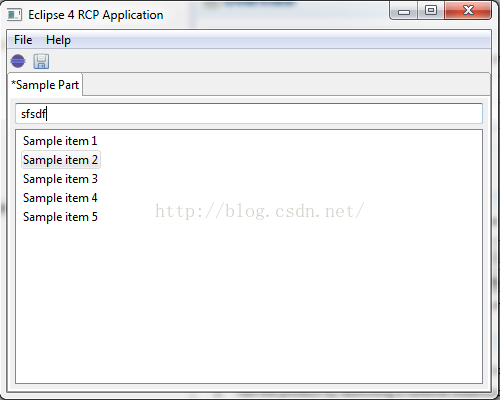 Eclipse 4 RCP Application
File Help
*Sample Part
sfsdf
Sample item 1
Sample item 2
Sample item 3
Sample item 4
Sample item 5
http://blog.csdn.net/